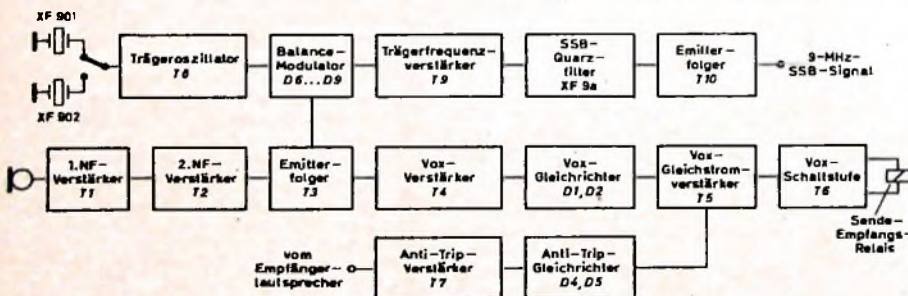 XF 901
XF 902
Trägeroszillator
T8
Balance-
Modulator
D6...D9
Trägerfrequenz-
verstärker
T9
SSB-
Quarz-
filter
XF 9a
Emitter-
folger
T10
9-MHz-
SSB-Signal
1.NF-
Verstärker
T1
2.NF-
Verstärker
T2
Emitter-
folger
T3
Vox-
Verstärker
T4
Vox-
Gleichrichter
D1, D2
Vox-
Gleichstrom-
verstärker
T5
Vox-
Schaltstufe
T6
Sende-
Empfangs-
Relais
vom
Empfänger-
lautsprecher
Anti-Trip-
Verstärker
T7
Anti-Trip-
Gleichrichter
D4, D5